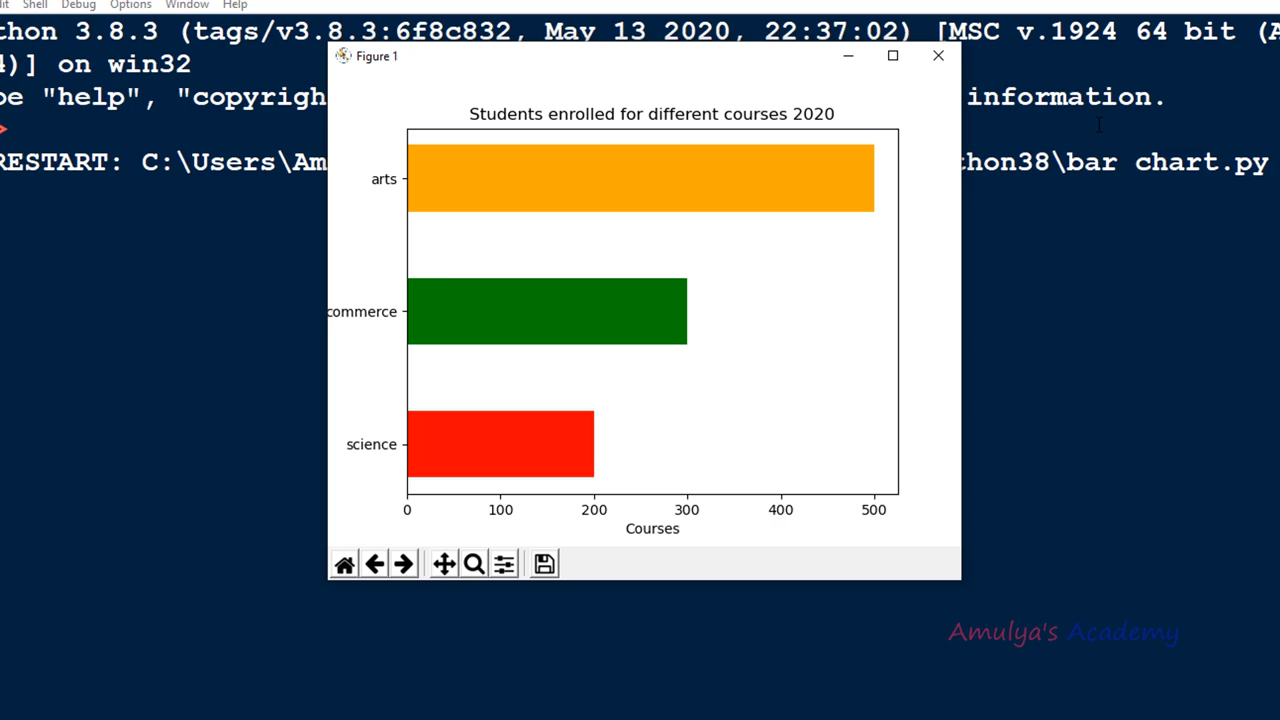 Shell Debug Options Window Help
thon 3.8.3 (tags/v3.8.3:6f8c832, May 13 2020, 22:37:02) [MSC v.1924 64 bit (A
4)] on win32
pe "help", "copyrigh information.
>
RESTART: C:\Users\Am thon38\bar chart.py
Figure 1
Students enrolled for different courses 2020
arts
commerce
science
0 100 200 300 400 500
Courses
Amulya's Academy